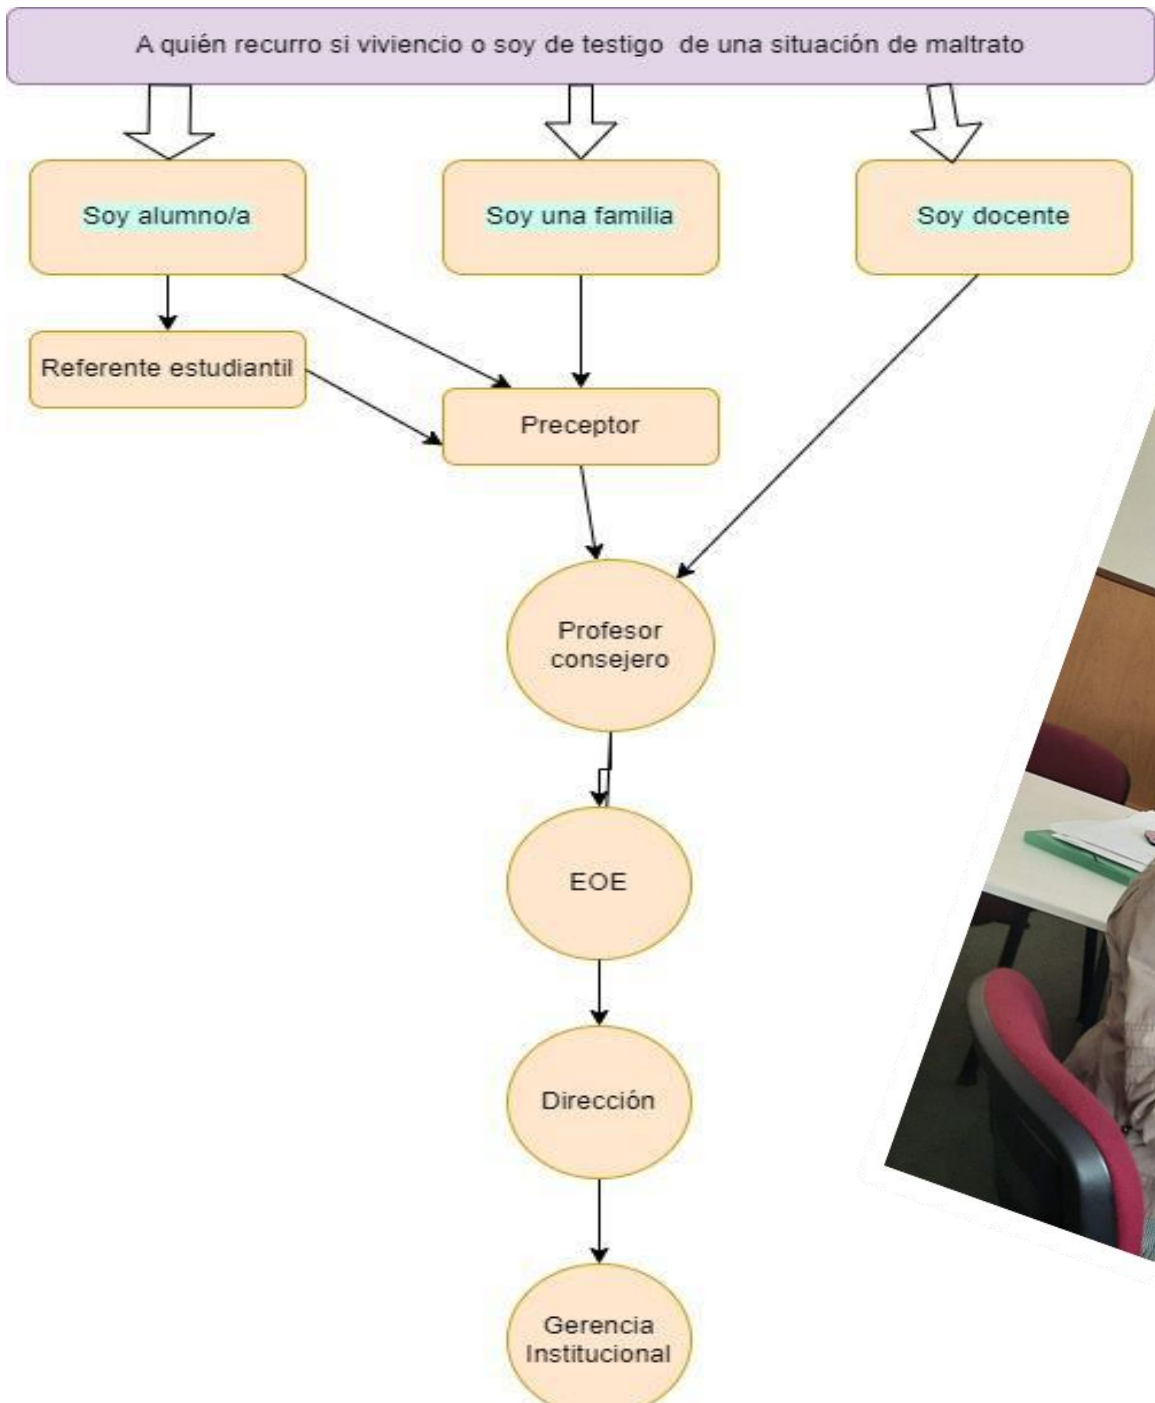 A quién recurro si viviencio o soy de testigo de una situación de maltrato
Soy alumno/a
Soy una familia
Soy docente
Referente estudiantil
Preceptor
Profesor
consejero
EOE
Dirección
Gerencia
Institucional